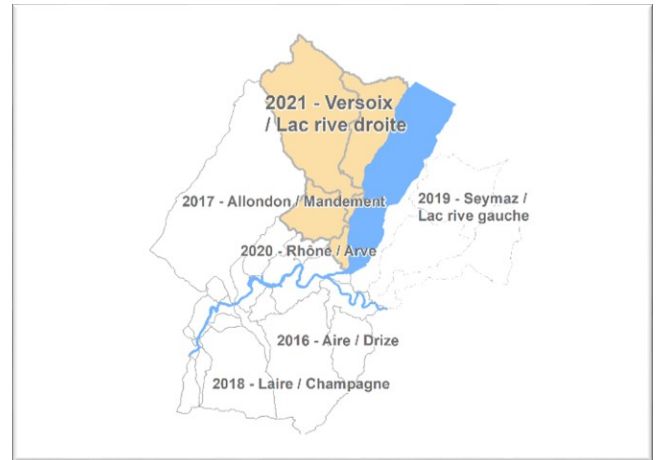 2021 - Versoix
/ Lac rive droite
2017 - Allondon / Mandement
2019 - Seymaz /
Lac rive gauche
2020 - Rhône / Arve
2016 - Aire / Drize
2018 - Laire / Champagne